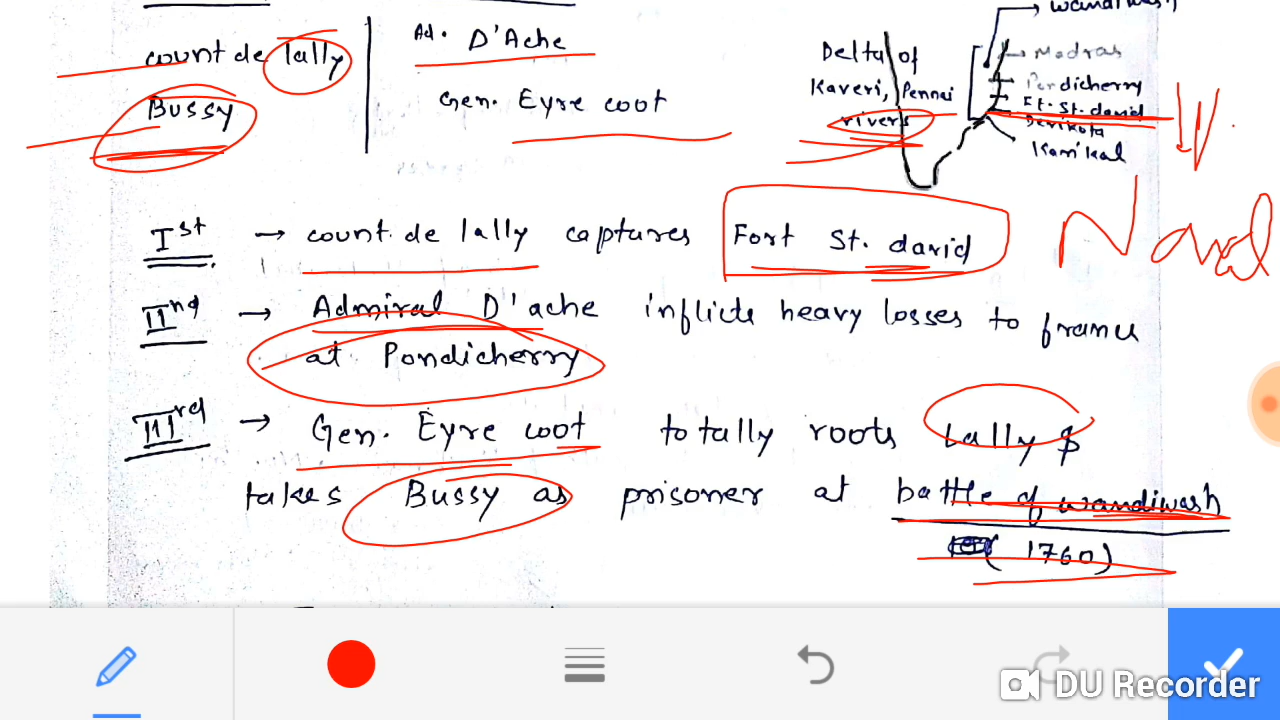 wandiwash
count de lally
Bussy
Ad. D'Ache
Gen. Eyre coot
Delta of
Kaveri, Pennai
rivers
Madras
Pondicherry
Ft. St. david
Devikota
Karikal
Naval
Ist → count de lally captures Fort St. david
IInd → Admiral D'ache inflicts heavy losses to france
at Pondicherry
IIIrd → Gen. Eyre coot totally roots Lally &
takes Bussy as prisoner at battle of wandiwash
(1760)
DU Recorder